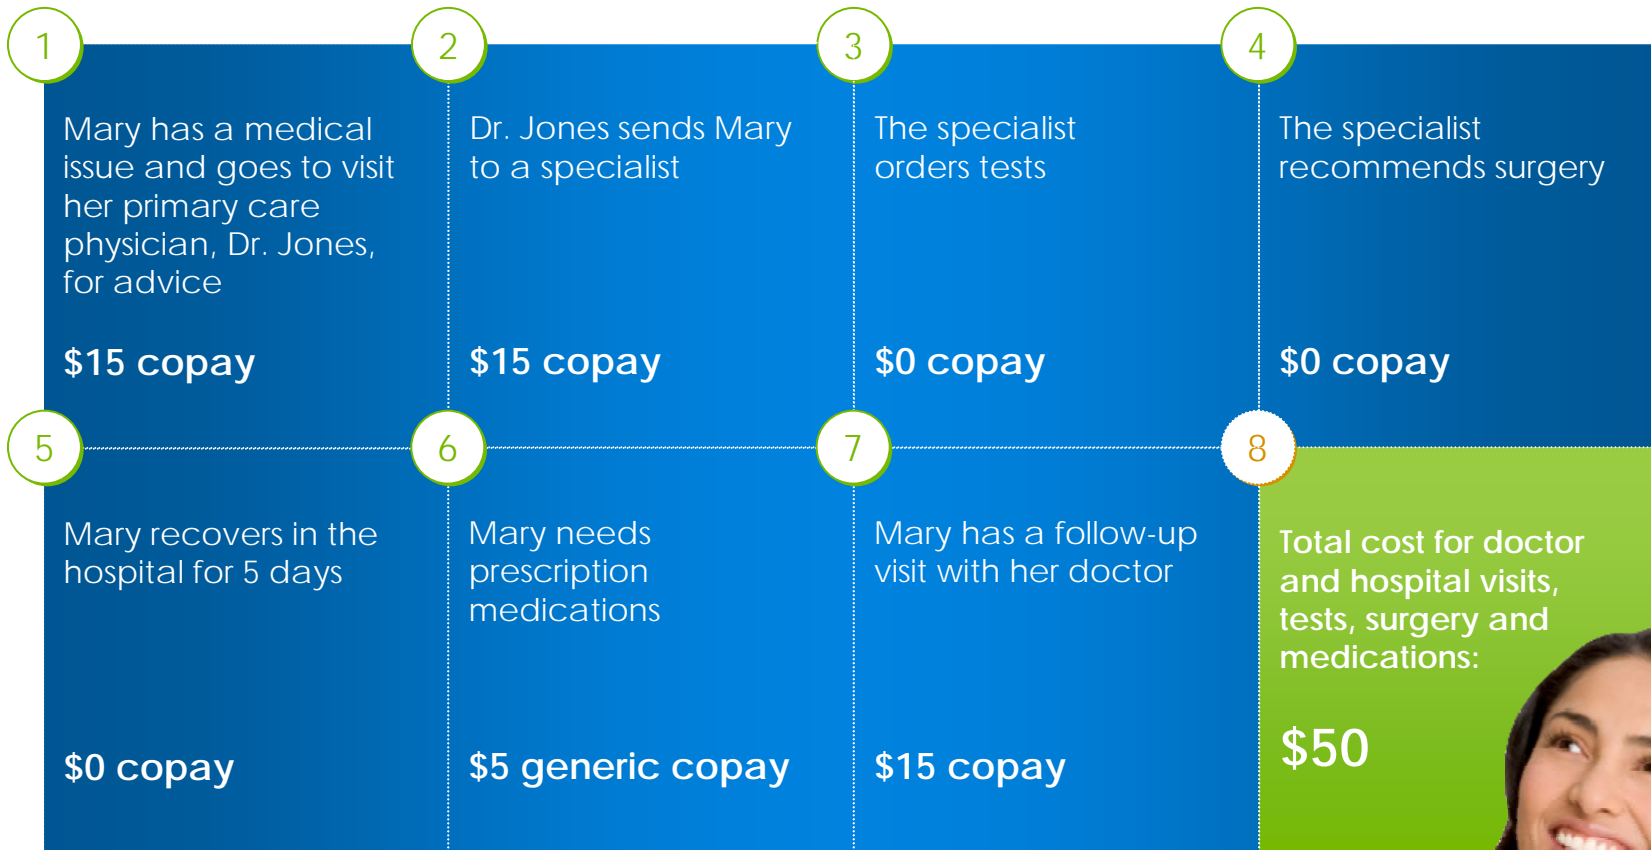 1
Mary has a medical
issue and goes to visit
her primary care
physician, Dr. Jones,
for advice
$15 copay
2
Dr. Jones sends Mary
to a specialist
$15 copay
3
The specialist
orders tests
$0 copay
4
The specialist
recommends surgery
$0 copay
5
Mary recovers in the
hospital for 5 days
$0 copay
6
Mary needs
prescription
medications
$5 generic copay
7
Mary has a follow-up
visit with her doctor
$15 copay
8
Total cost for doctor
and hospital visits,
tests, surgery and
medications:
$50